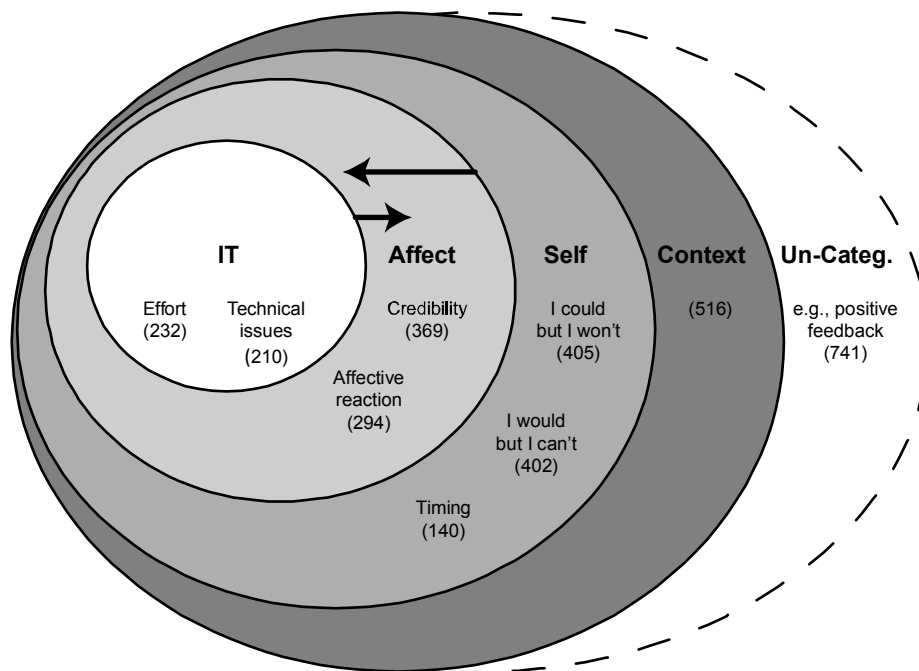 IT
Affect
Self
Context
Un-Categ.
Effort
(232)
Technical
issues
(210)
Credibility
(369)
I could
but I won't
(405)
(516)
e.g., positive
feedback
(741)
Affective
reaction
(294)
I would
but I can't
(402)
Timing
(140)